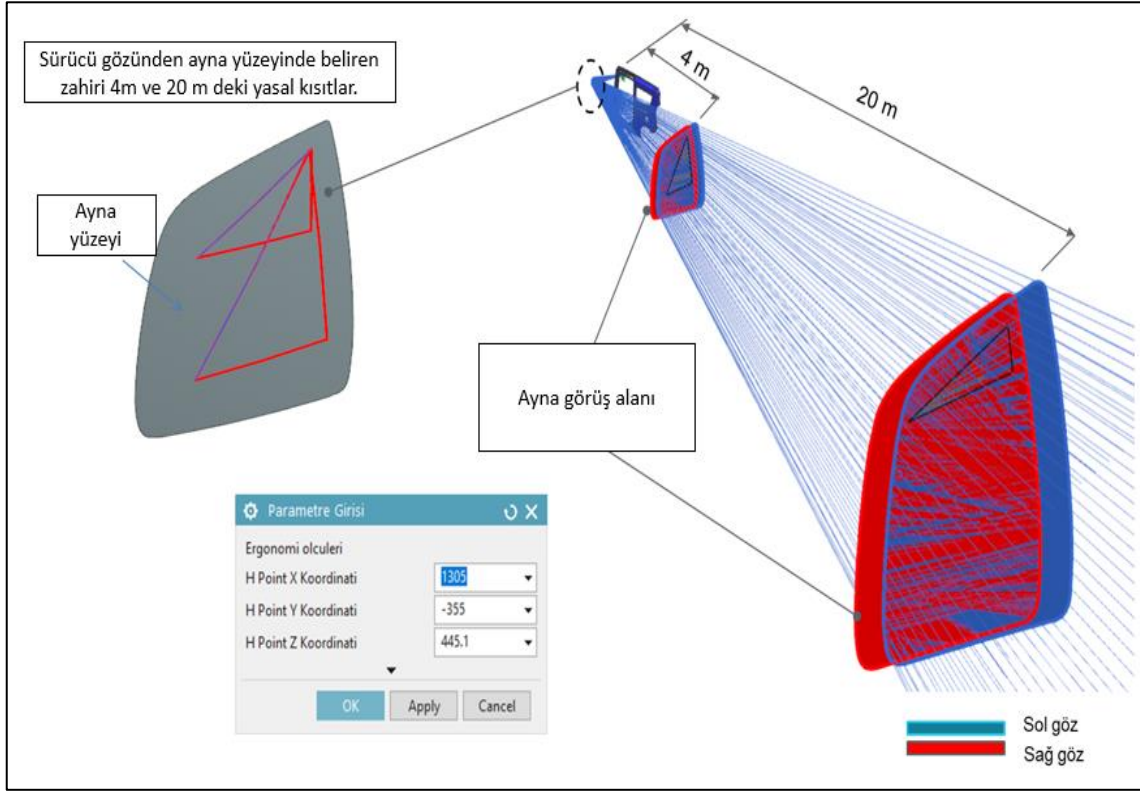 Sürücü gözünden ayna yüzeyinde beliren
zahiri 4m ve 20 m deki yasal kısıtlar.
4 m
20 m
Ayna
yüzeyi
Ayna görüş alanı
Parametre Girisi
Ergonomi olculeri
H Point X Koordinati
1305
H Point Y Koordinati
-355
H Point Z Koordinati
445.1
OK
Apply
Cancel
Sol göz
Sağ göz